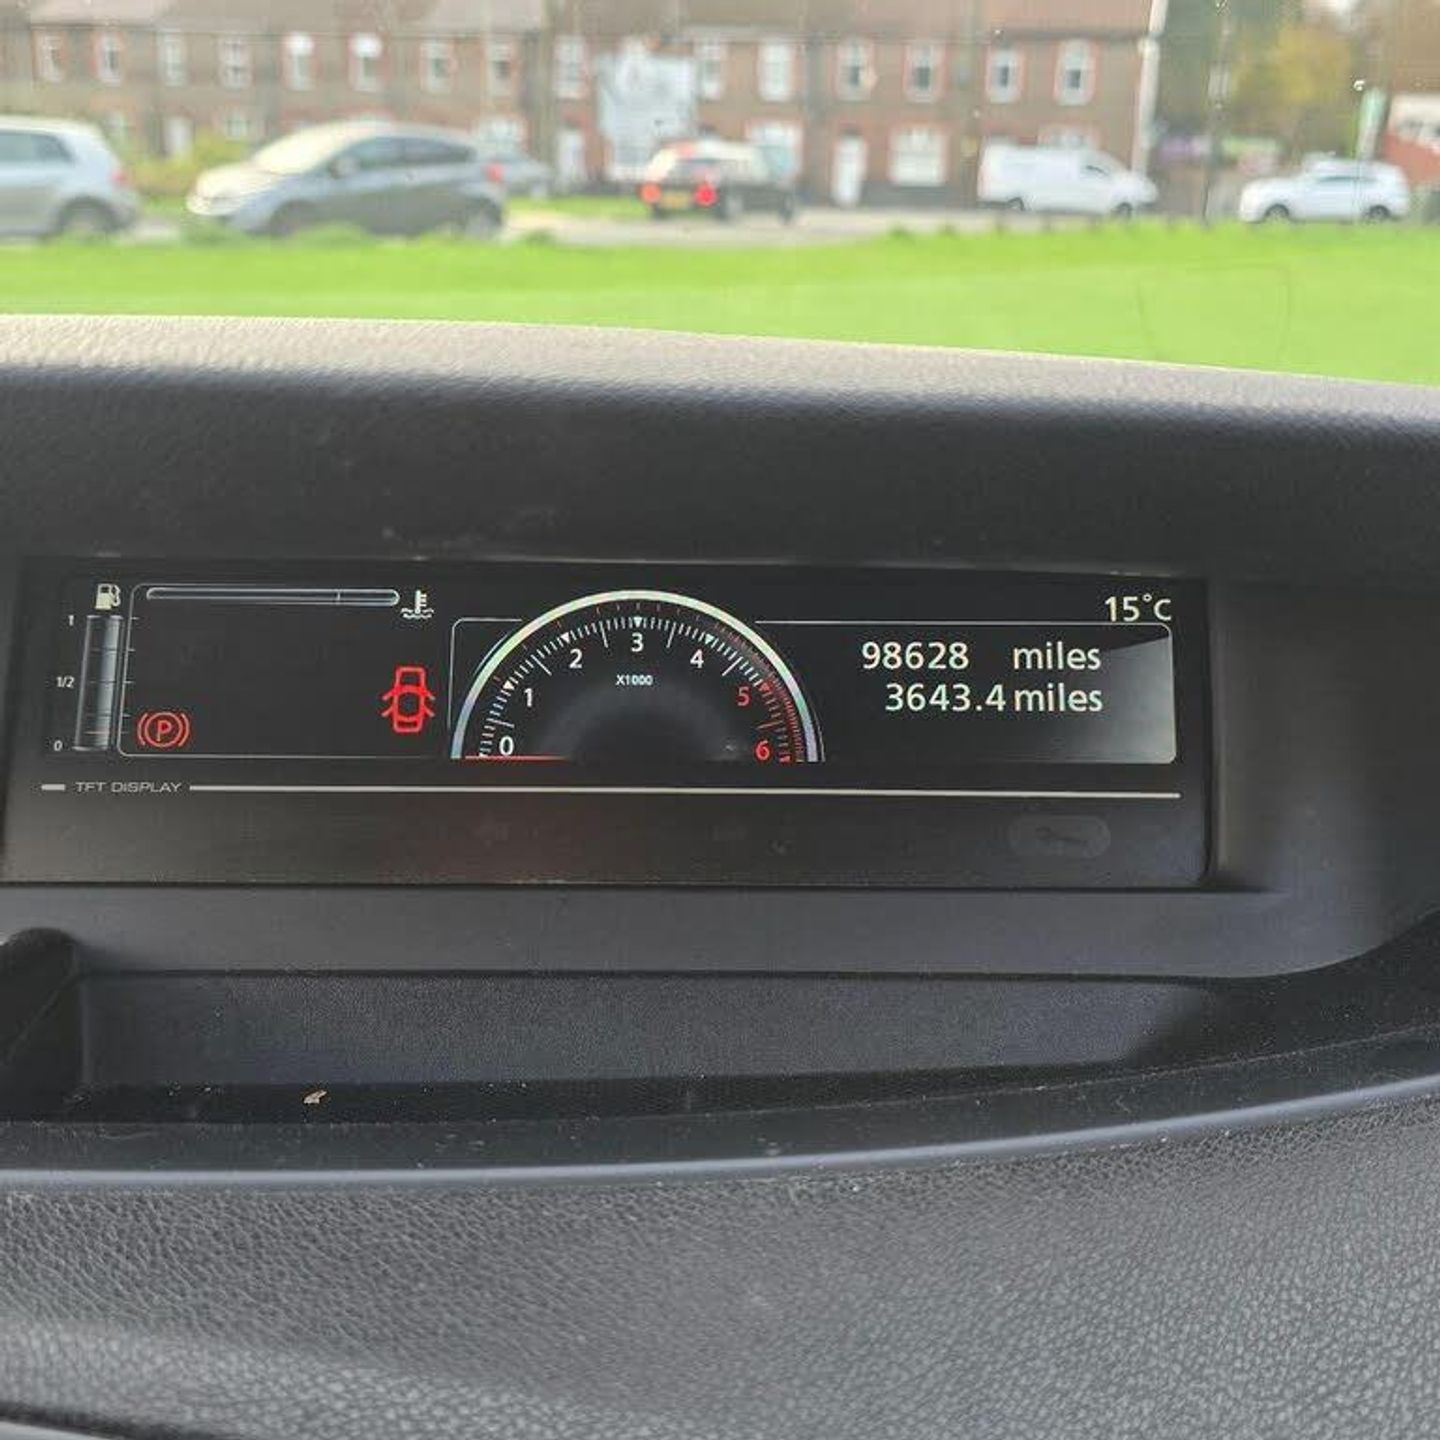 15°C
1
1/2
0
P
0 1 2 3 4 5 6
X1000
98628 miles
3643.4 miles
TFT DISPLAY